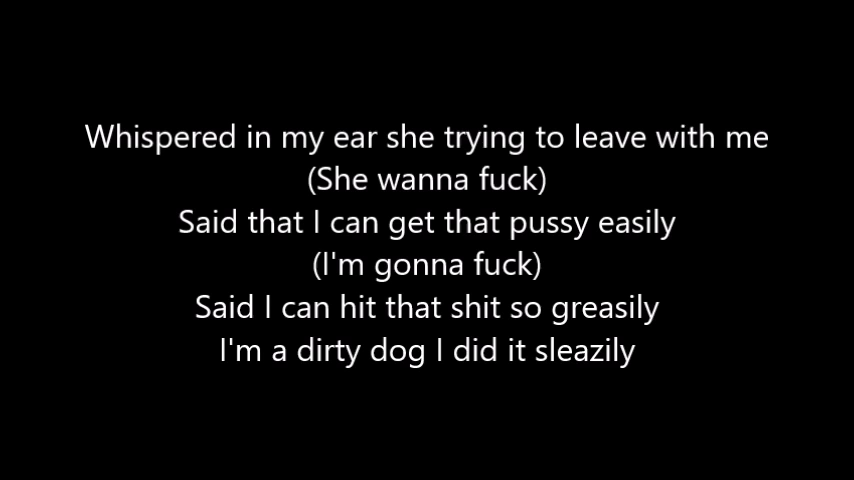 Whispered in my ear she trying to leave with me
(She wanna fuck)
Said that I can get that pussy easily
(I'm gonna fuck)
Said I can hit that shit so greasily
I'm a dirty dog I did it sleazily